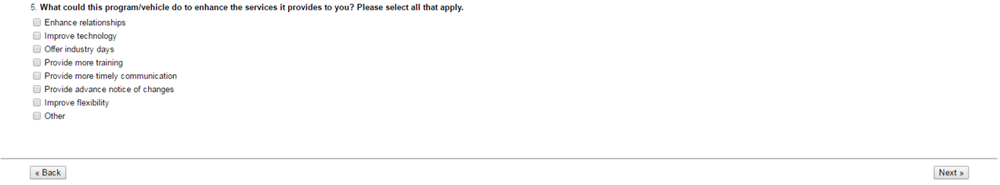 5. What could this program/vehicle do to enhance the services it provides to you? Please select all that apply.
Enhance relationships
Improve technology
Offer industry days
Provide more training
Provide more timely communication
Provide advance notice of changes
Improve flexibility
Other
« Back
Next »